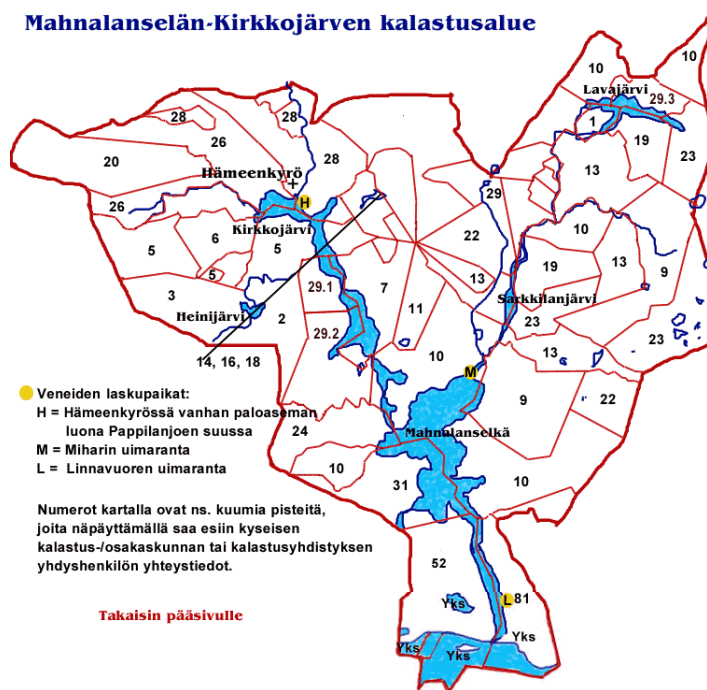 Mahnalanselän-Kirkkojärven kalastusalue
10
10
Lavajärvi
29.3
28
28
1
26
28
19
20
13
23
Hämeenkyrö
29
26
H
Kirkkojärvi
10
6
22
5
5
7
19
13
9
5
13
29.1
3
Sarkkilanjärvi
Heinijärvi
2
11
23
29.2
23
14, 16, 18
10
13
M
Veneiden laskupaikat:
H = Hämeenkyrössä vanhan paloaseman
luona Pappilanjoen suussa
M = Miharin uimaranta
L = Linnavuoren uimaranta
9
22
24
Mahnalanselkä
10
31
10
Numerot kartalla ovat ns. kuumia pisteitä,
joita näpäyttämällä saa esiin kyseisen
kalastus-/osakaskunnan tai kalastusyhdistyksen
yhdyshenkilön yhteystiedot.
52
Yks
L 81
Takaisin pääsivulle
Yks
Yks
Yks